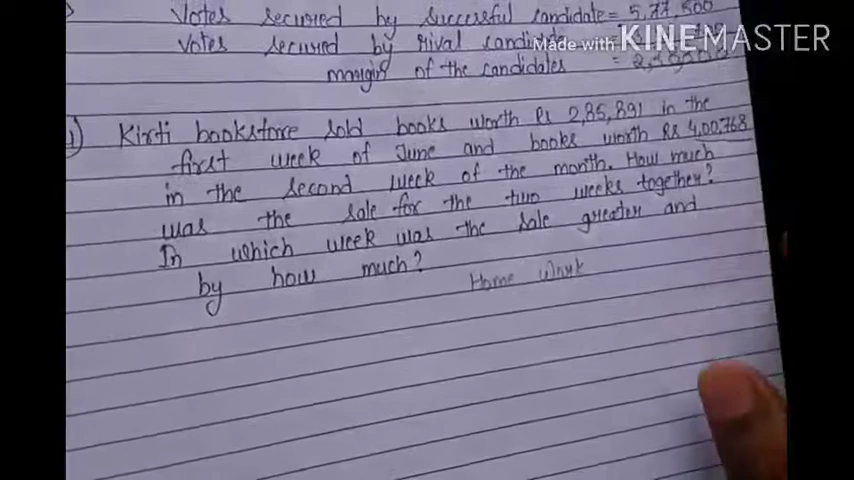 Votes secured by successful candidate = 5,77,500
Votes secured by rival candidate
Made with KINEMASTER
margin of the candidates =
1) Kirti bookstore sold books worth Rs 2,85,891 in the
first week of June and books worth Rs 4,00,768
in the second week of the month. How much
was the sale for the two weeks together?
In which week was the sale greater and
by how much?
Home Work